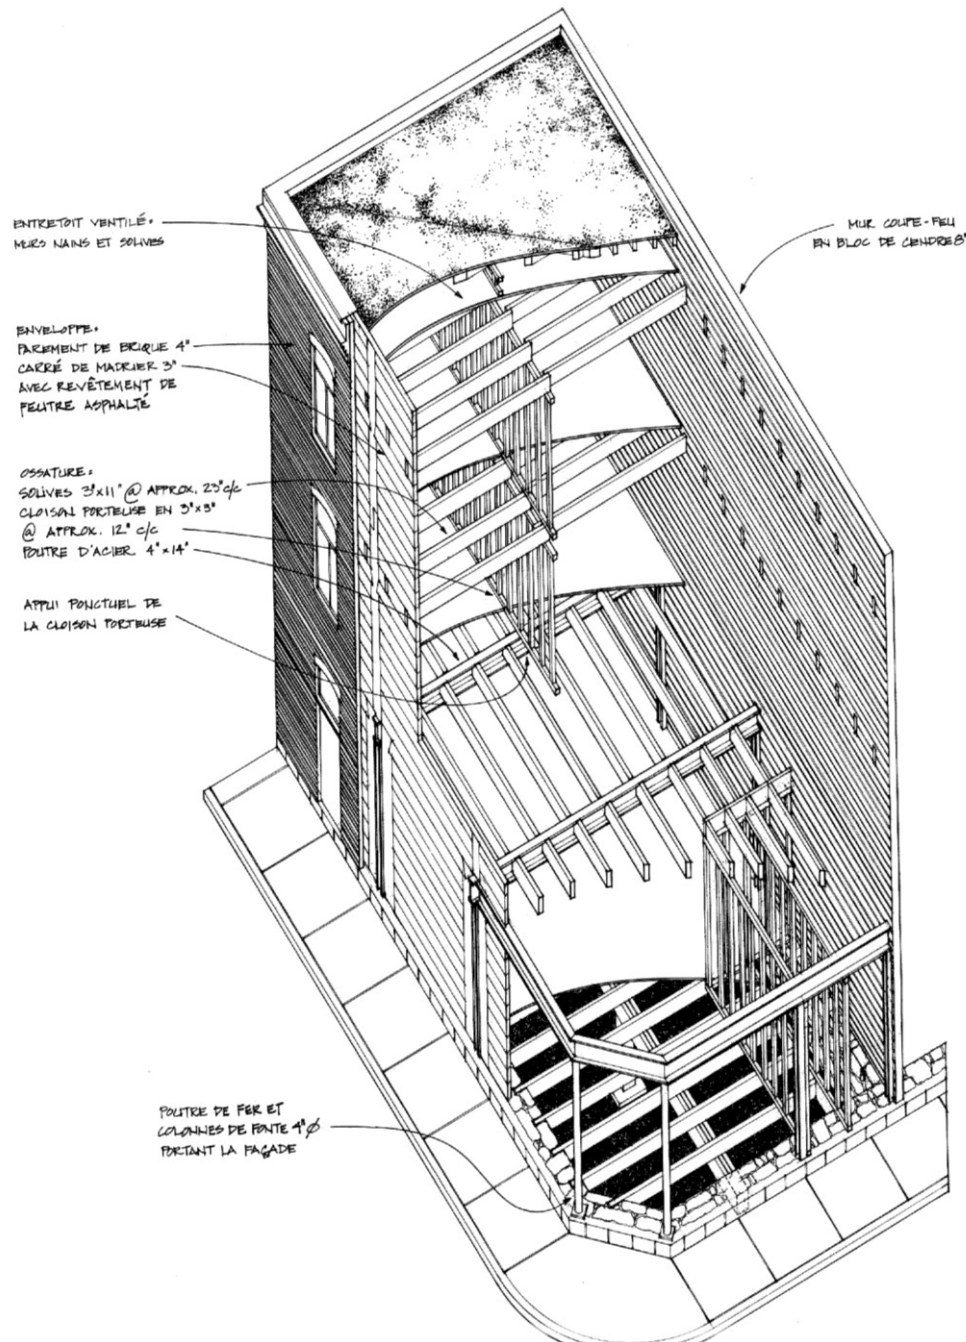 ENTRETOIT VENTILÉ:
MURS NAINS ET SOLIVES
MUR COUPE-FEU
EN BLOC DE CENDRE 8"
ENVELOPPE:
PAREMENT DE BRIQUE 4"
CARRÉ DE MADRIER 3"
AVEC REVÊTEMENT DE
FEUTRE ASPHALTÉ
OSSATURE:
SOLIVES 3"x11" @ APPROX. 23" c/c
CLOISON PORTEUSE EN 3"x3"
@ APPROX. 12" c/c
POUTRE D'ACIER 4"x14"
APPUI PONCTUEL DE
LA CLOISON PORTEUSE
POUTRE DE FER ET
COLONNES DE FONTE 4" Ø
PORTANT LA FAÇADE